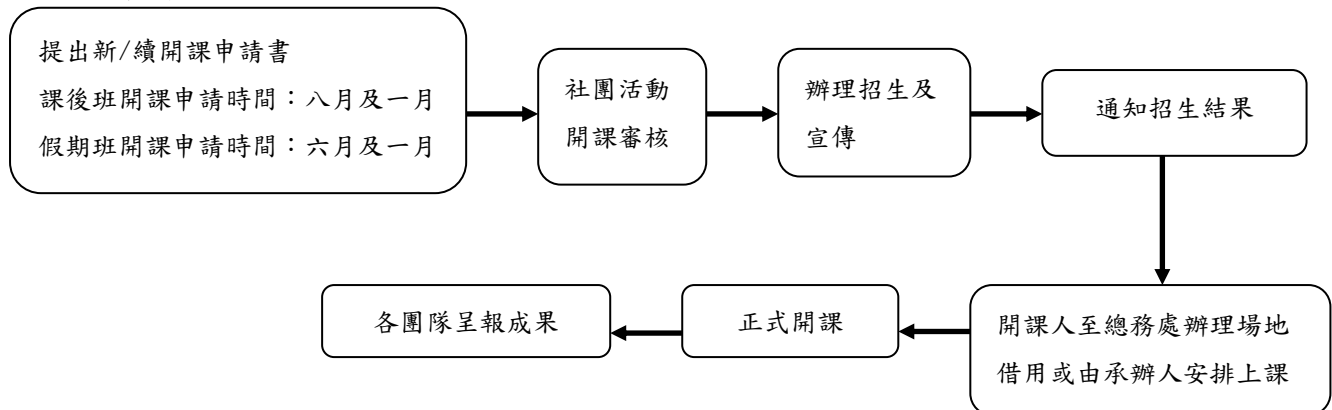 提出新/續開課申請書
課後班開課申請時間：八月及一月
假期班開課申請時間：六月及一月
社團活動
開課審核
辦理招生及
宣傳
通知招生結果
開課人至總務處辦理場地
借用或由承辦人安排上課
正式開課
各團隊呈報成果